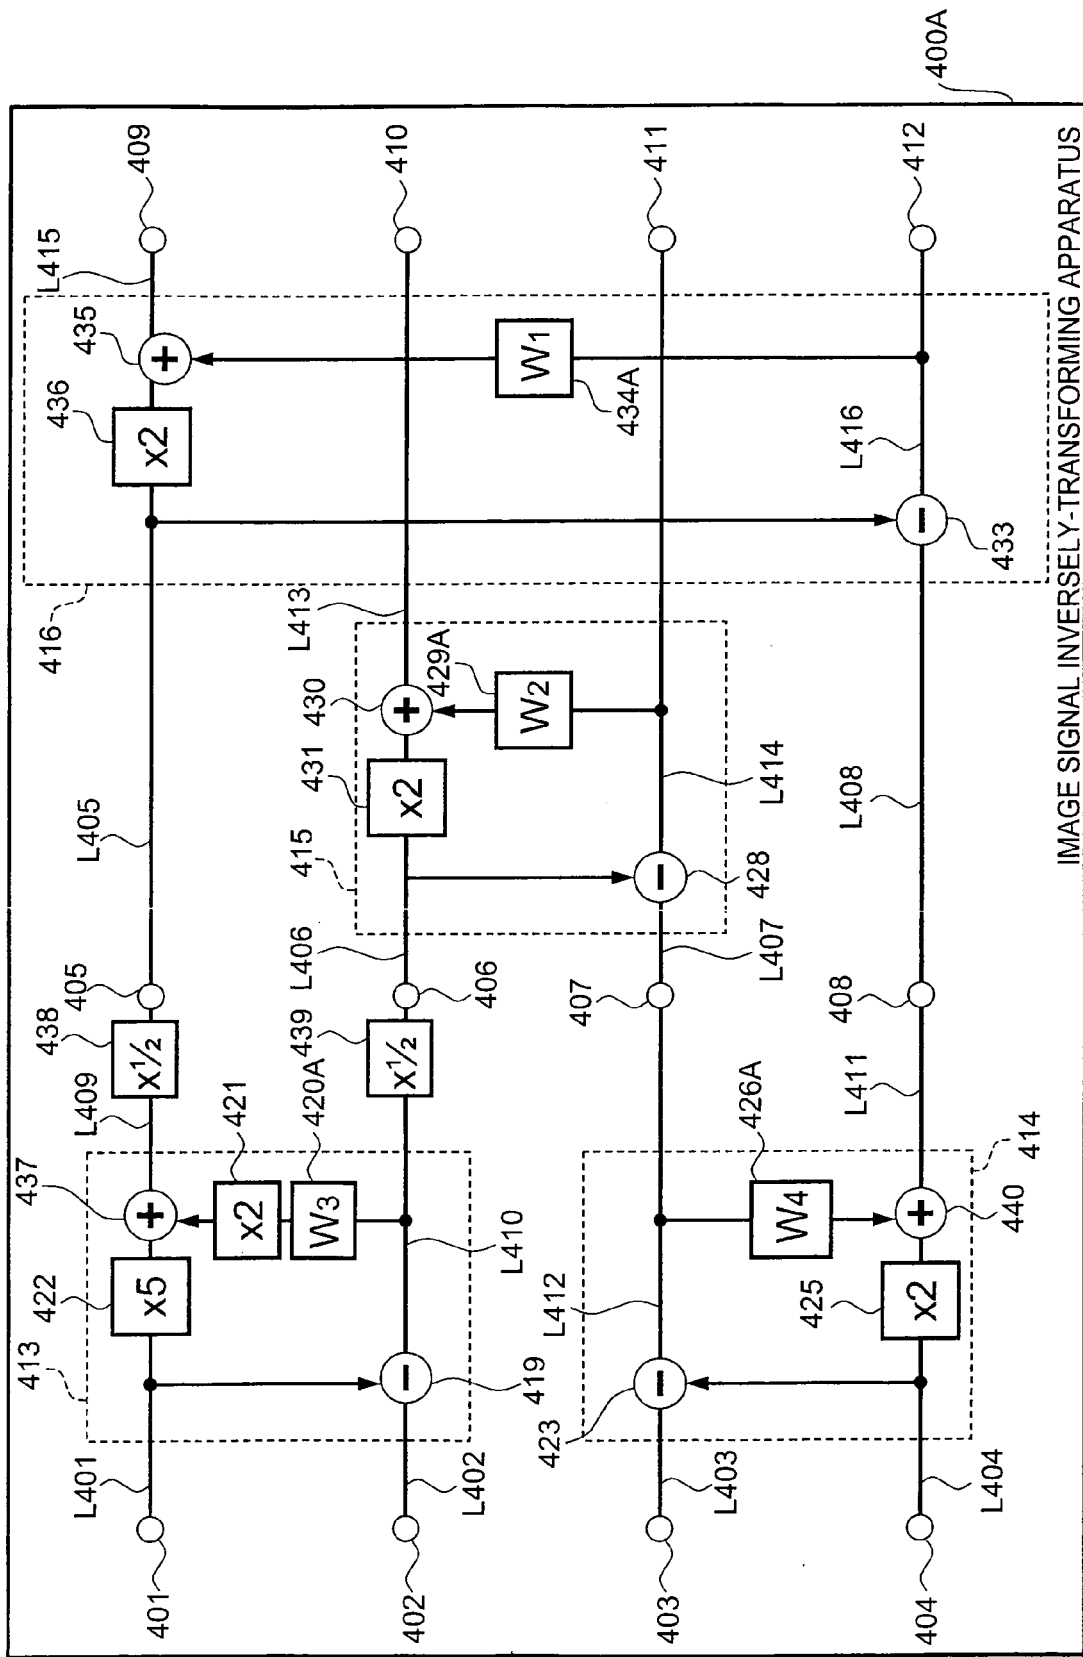 400A
409
410
411
412
L415
435
+
436
x2
W1
434A
L416
−
433
416
L413
430
+
429A
431
x2
W2
L414
415
−
428
L405
L406
L407
L408
405
406
407
408
438
x1/2
L409
439
x1/2
420A
421
x2
W3
437
+
422
x5
L410
413
−
419
426A
W4
L411
414
+
440
x2
425
L412
−
423
L401
L402
L403
L404
401
402
403
404
IMAGE SIGNAL INVERSELY-TRANSFORMING APPARATUS